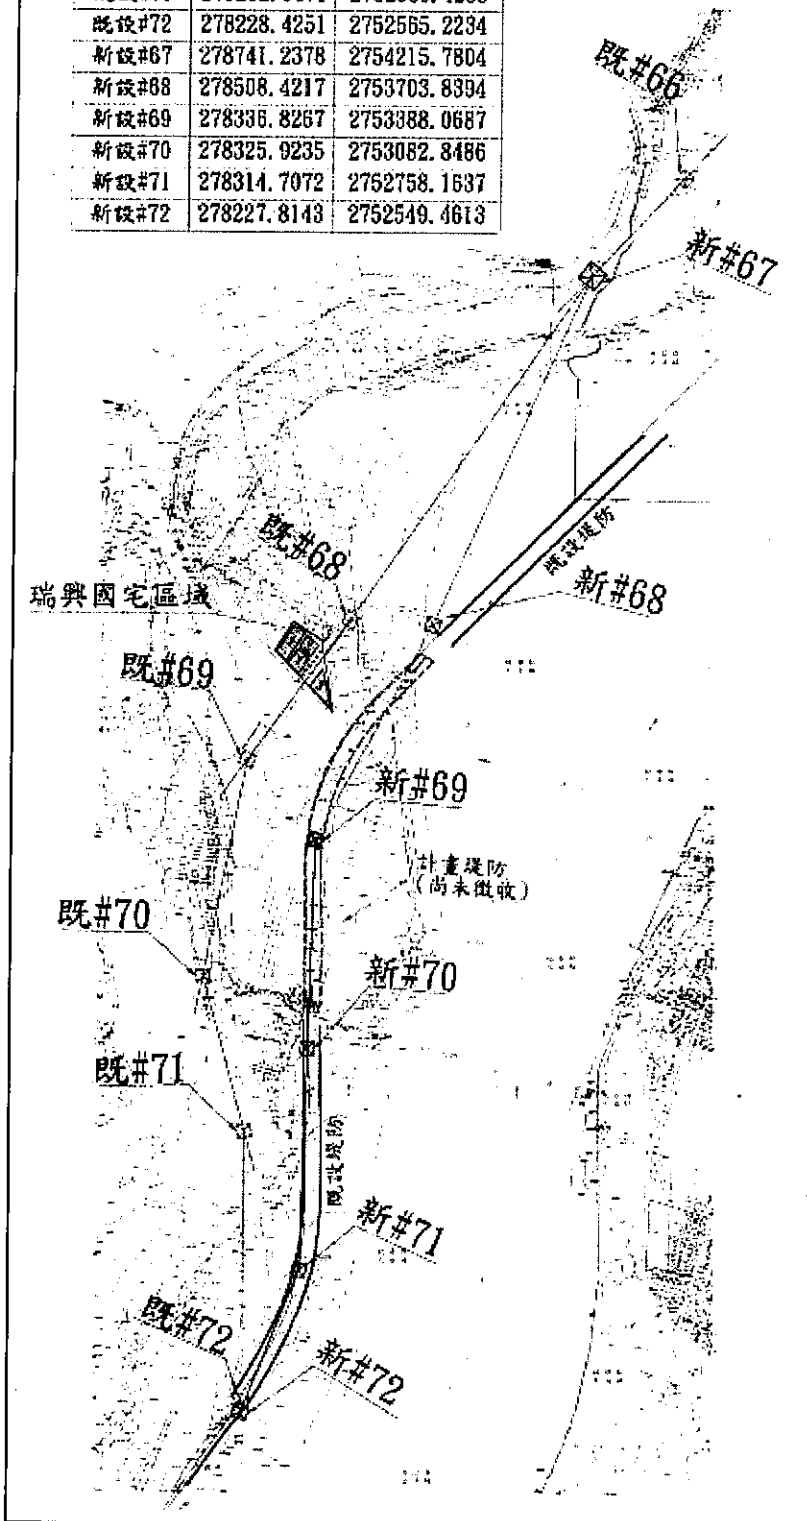 既設#72 278228.4251 2752565.2234
新設#67 278741.2378 2754215.7804
新設#68 278508.4217 2753703.8394
新設#69 278336.8267 2753388.0687
新設#70 278325.9235 2753082.8486
新設#71 278314.7072 2752758.1637
新設#72 278227.8143 2752549.4613
既#66
新#67
既設堤防
既#68
新#68
瑞興國宅區域
既#69
新#69
計畫堤防
(尚未徵收)
既#70
新#70
既#71
既設堤防
新#71
既#72
新#72